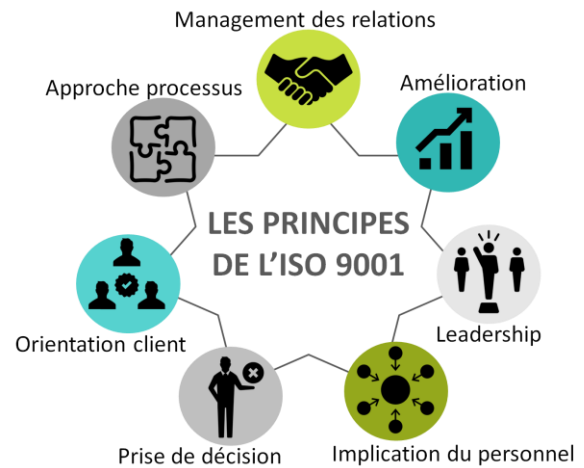 Management des relations
Approche processus
Amélioration
LES PRINCIPES
DE L’ISO 9001
Orientation client
Leadership
Prise de décision
Implication du personnel